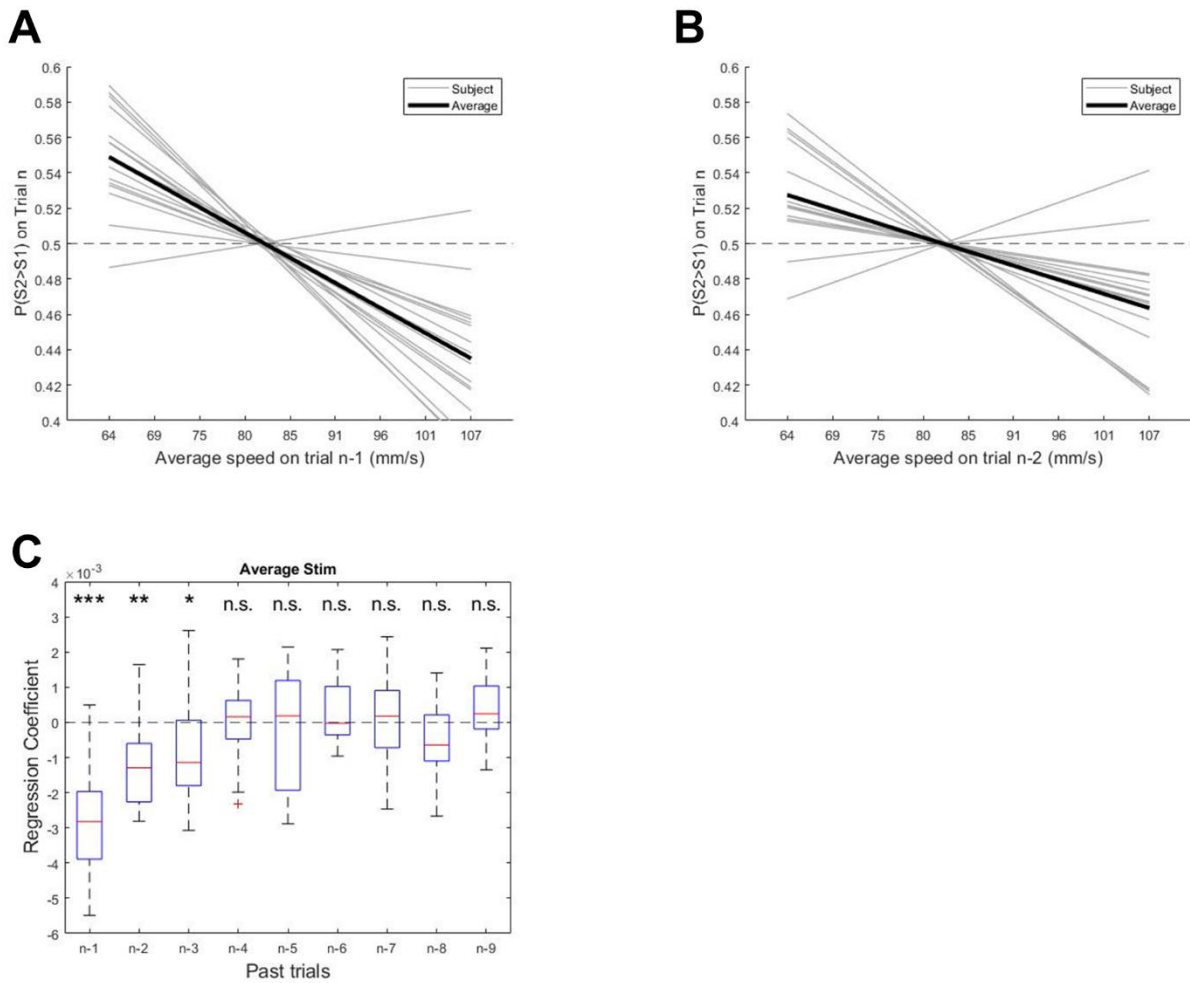 A
0.6
0.58
0.56
0.54
0.52
0.5
0.48
0.46
0.44
0.42
0.4
P(S2>S1) on Trial n
Subject
Average
64 69 75 80 85 91 96 101 107
Average speed on trial n-1 (mm/s)
B
0.6
0.58
0.56
0.54
0.52
0.5
0.48
0.46
0.44
0.42
0.4
P(S2>S1) on Trial n
Subject
Average
64 69 75 80 85 91 96 101 107
Average speed on trial n-2 (mm/s)
C
×10-3
Average Stim
*** ** * n.s. n.s. n.s. n.s. n.s. n.s.
4
3
2
1
0
-1
-2
-3
-4
-5
-6
Regression Coefficient
n-1 n-2 n-3 n-4 n-5 n-6 n-7 n-8 n-9
Past trials